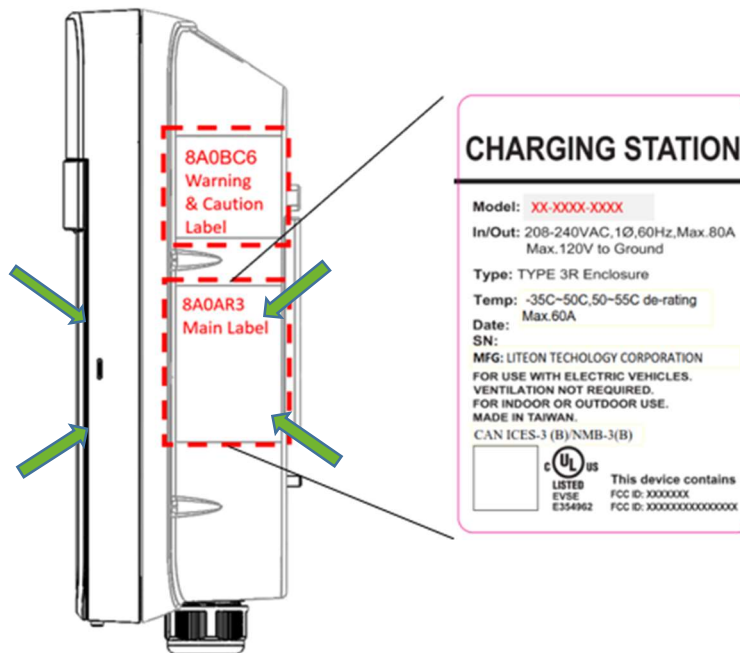 8A0BC6
Warning
& Caution
Label
8A0AR3
Main Label
CHARGING STATION
Model: XX-XXXX-XXXX
In/Out: 208-240VAC,1Ø,60Hz,Max.80A
Max.120V to Ground
Type: TYPE 3R Enclosure
Temp: -35C~50C,50~55C de-rating
Max.60A
Date:
SN:
MFG: LITEON TECHOLOGY CORPORATION
FOR USE WITH ELECTRIC VEHICLES.
VENTILATION NOT REQUIRED.
FOR INDOOR OR OUTDOOR USE.
MADE IN TAIWAN.
CAN ICES-3 (B)/NMB-3(B)
C UL US
LISTED
EVSE
E354962
This device contains
FCC ID: XXXXXXX
FCC ID: XXXXXXXXXXXXXXX